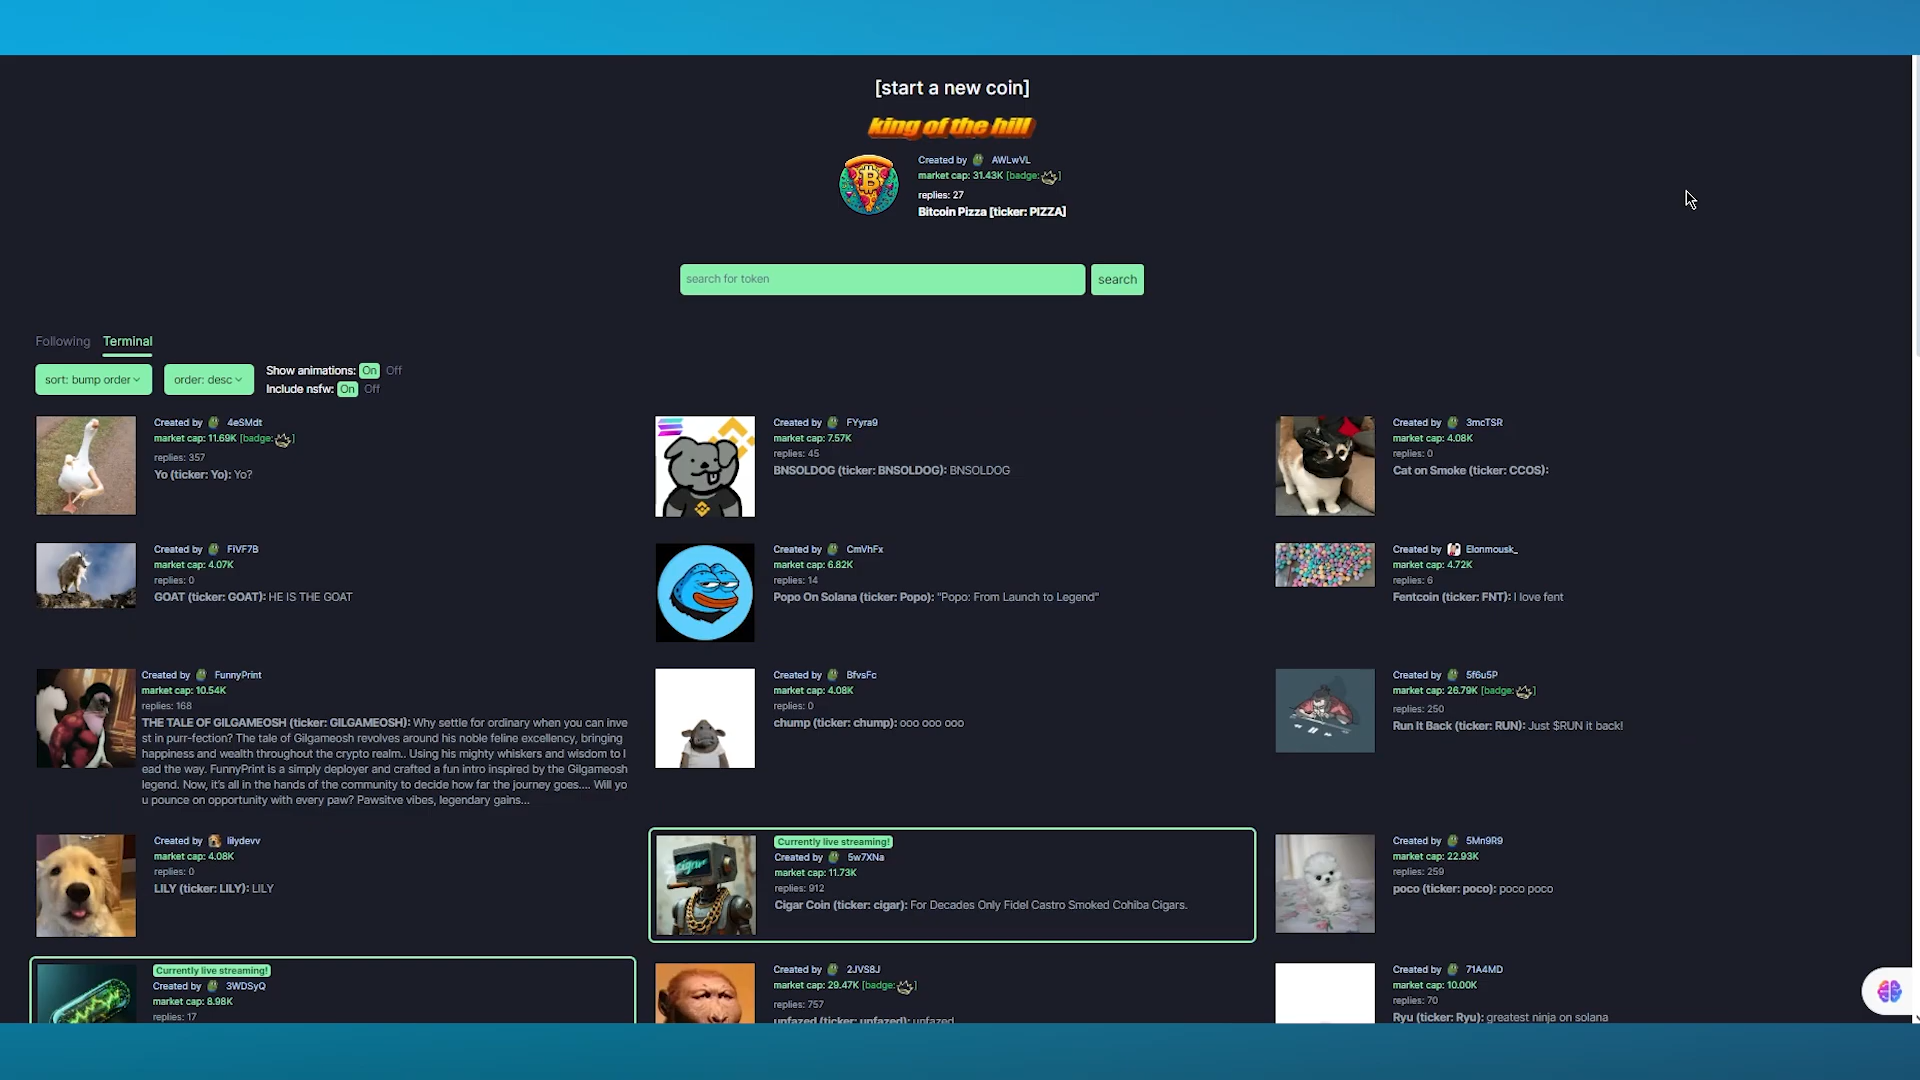 [start a new coin]
king of the hill
Created by AWLwVL
market cap: 31.43K [badge: ]
replies: 27
Bitcoin Pizza [ticker: PIZZA]
search for token
search
Following Terminal
sort: bump order
order: desc
Show animations: On Off
Include nsfw: On Off
Created by 4eSMdt
market cap: 11.69K [badge: ]
replies: 357
Yo (ticker: Yo): Yo?
Created by FYyra9
market cap: 7.57K
replies: 45
BNSOLDOG (ticker: BNSOLDOG): BNSOLDOG
Created by 3mcTSR
market cap: 4.08K
replies: 0
Cat on Smoke (ticker: CCOS):
Created by FiVF7B
market cap: 4.07K
replies: 0
GOAT (ticker: GOAT): HE IS THE GOAT
Created by CmVhFx
market cap: 6.82K
replies: 14
Popo On Solana (ticker: Popo): "Popo: From Launch to Legend"
Created by Elonmousk_
market cap: 4.72K
replies: 6
Fentcoin (ticker: FNT): I love fent
Created by FunnyPrint
market cap: 10.54K
replies: 168
THE TALE OF GILGAMEOSH (ticker: GILGAMEOSH): Why settle for ordinary when you can inve
st in purr-fection? The tale of Gilgameosh revolves around his noble feline excellency, bringing
happiness and wealth throughout the crypto realm.. Using his mighty whiskers and wisdom to l
ead the way. FunnyPrint is a simply deployer and crafted a fun intro inspired by the Gilgameosh
legend. Now, it's all in the hands of the community to decide how far the journey goes.... Will yo
u pounce on opportunity with every paw? Pawsitve vibes, legendary gains...
Created by BfvsFc
market cap: 4.08K
replies: 0
chump (ticker: chump): ooo ooo ooo
Created by 5f6u5P
market cap: 26.79K [badge: ]
replies: 250
Run It Back (ticker: RUN): Just $RUN it back!
Created by lilydevv
market cap: 4.08K
replies: 0
LILY (ticker: LILY): LILY
cigar
Currently live streaming!
Created by 5w7XNa
market cap: 11.73K
replies: 912
Cigar Coin (ticker: cigar): For Decades Only Fidel Castro Smoked Cohiba Cigars.
Created by 5Mn9R9
market cap: 22.93K
replies: 259
poco (ticker: poco): poco poco
Currently live streaming!
Created by 3WDSyQ
market cap: 8.98K
replies: 17
Created by 2JVS8J
market cap: 29.47K [badge: ]
replies: 757
unfazed (ticker: unfazed): unfazed
Created by 71A4MD
market cap: 10.00K
replies: 70
Ryu (ticker: Ryu): greatest ninja on solana